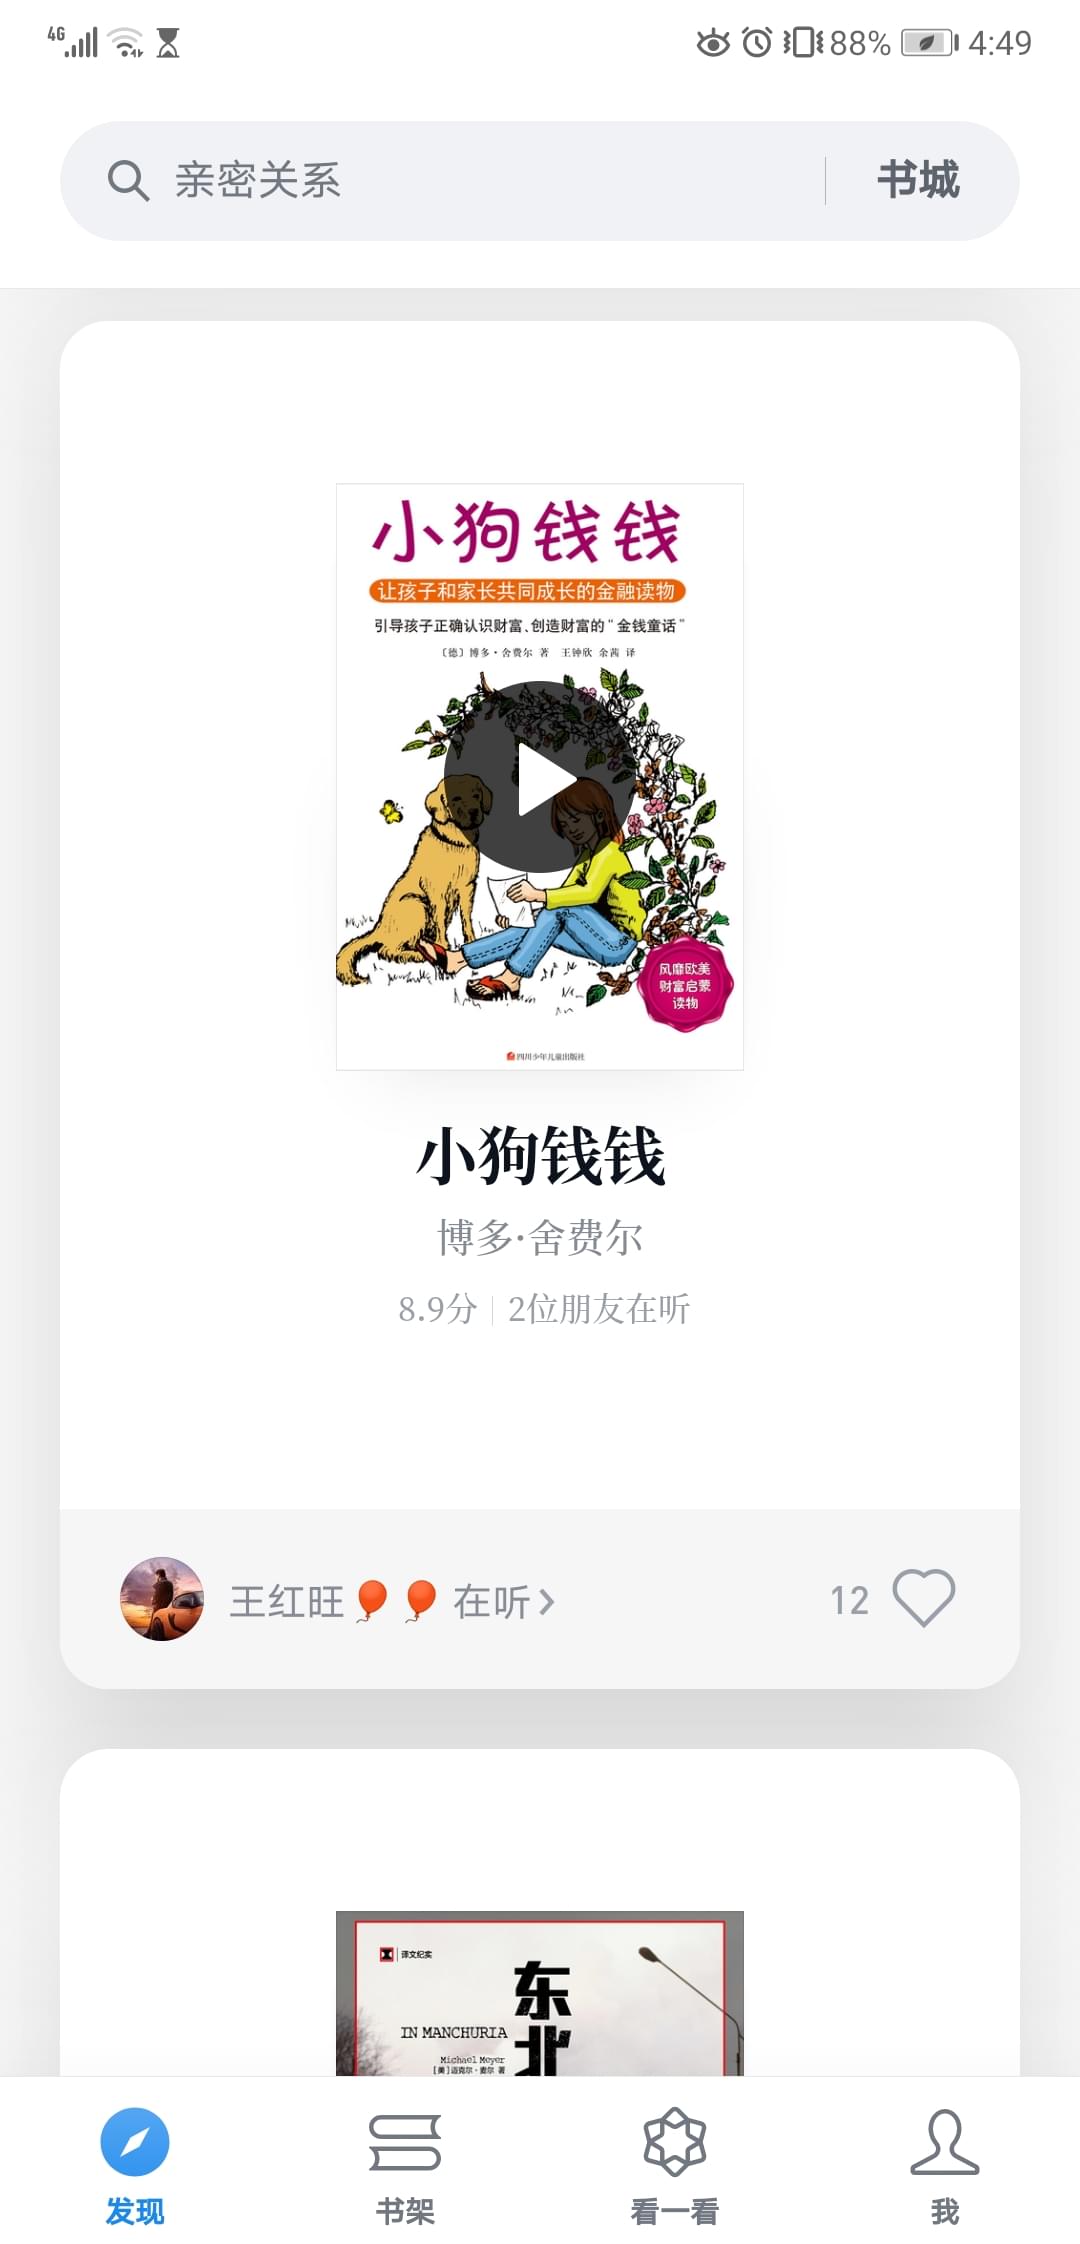 4G 88% 4:49
亲密关系 书城
小狗钱钱
让孩子和家长共同成长的金融读物
引导孩子正确认识财富、创造财富的“金钱童话”
〔德〕博多·舍费尔 著 王钟欣 余茜 译
风靡欧美
财富启蒙
读物
四川少年儿童出版社
小狗钱钱
博多·舍费尔
8.9分 2位朋友在听
王红旺🎈🎈在听 12
译文纪实
东北
IN MANCHURIA
Michael Meyer
[美]迈克尔·麦尔 著
发现 书架 看一看 我